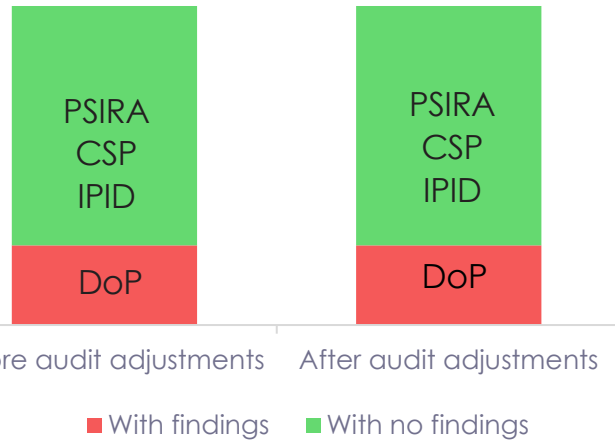 PSIRA
CSP
IPID
DoP
PSIRA
CSP
IPID
DoP
re audit adjustments
After audit adjustments
With findings
With no findings